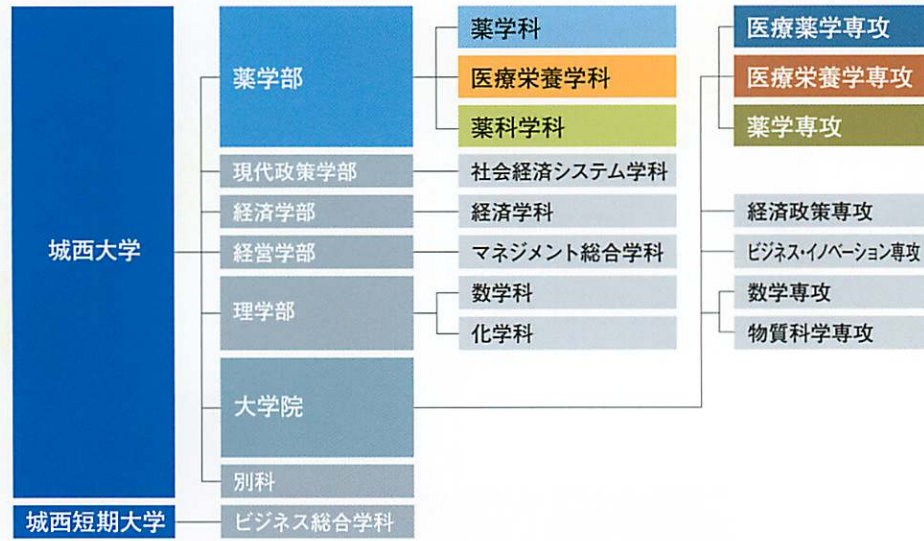 城西大学
薬学部
薬学科
医療栄養学科
薬科学科
現代政策学部
社会経済システム学科
経済学部
経済学科
経営学部
マネジメント総合学科
理学部
数学科
化学科
大学院
医療薬学専攻
医療栄養学専攻
薬学専攻
経済政策専攻
ビジネス・イノベーション専攻
数学専攻
物質科学専攻
別科
城西短期大学
ビジネス総合学科